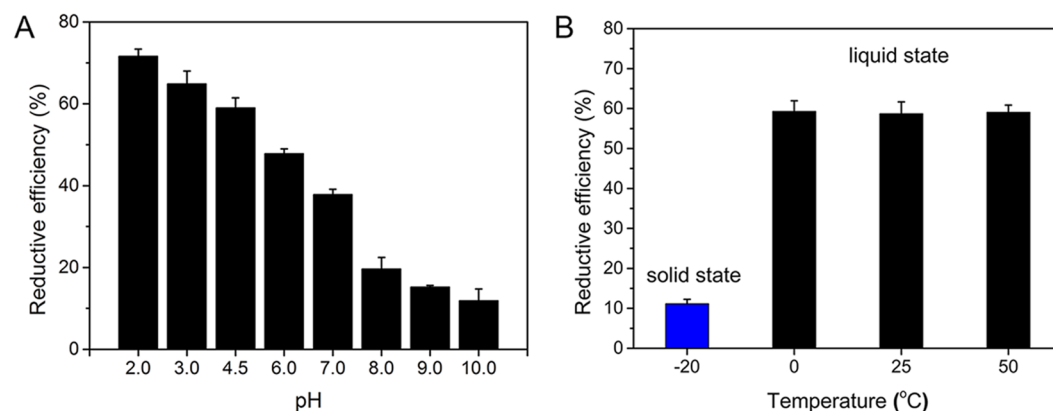 A
Reductive efficiency (%)
80
60
40
20
0
2.0 3.0 4.5 6.0 7.0 8.0 9.0 10.0
pH
B
Reductive efficiency (%)
80
70
60
50
40
30
20
10
0
liquid state
solid state
-20 0 25 50
Temperature (°C)